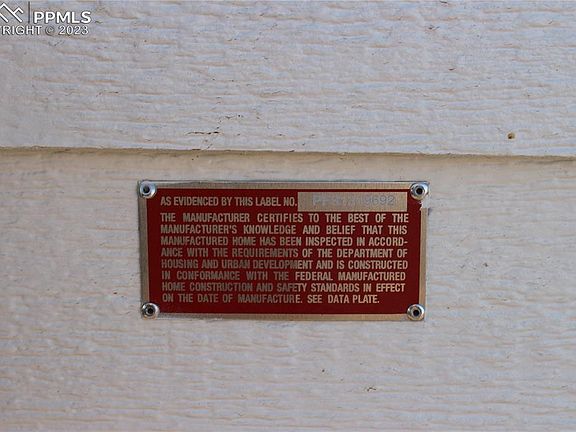 PPMLS
RIGHT © 2023
AS EVIDENCED BY THIS LABEL NO. PFS1119692
THE MANUFACTURER CERTIFIES TO THE BEST OF THE
MANUFACTURER'S KNOWLEDGE AND BELIEF THAT THIS
MANUFACTURED HOME HAS BEEN INSPECTED IN ACCORD-
ANCE WITH THE REQUIREMENTS OF THE DEPARTMENT OF
HOUSING AND URBAN DEVELOPMENT AND IS CONSTRUCTED
IN CONFORMANCE WITH THE FEDERAL MANUFACTURED
HOME CONSTRUCTION AND SAFETY STANDARDS IN EFFECT
ON THE DATE OF MANUFACTURE. SEE DATA PLATE.